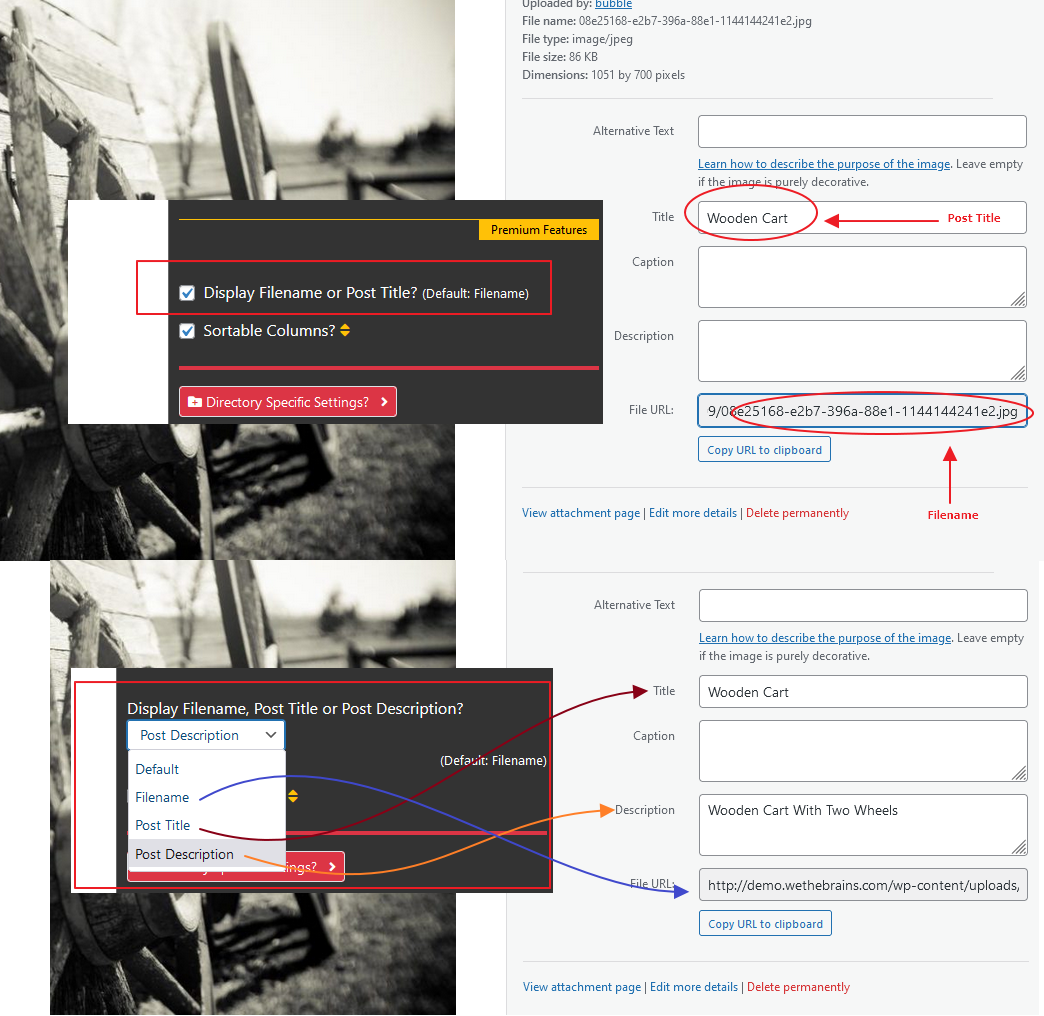 Uploaded by: bubble
File name: 08e25168-e2b7-396a-88e1-1144144241e2.jpg
File type: image/jpeg
File size: 86 KB
Dimensions: 1051 by 700 pixels
Alternative Text
Learn how to describe the purpose of the image. Leave empty
if the image is purely decorative.
Title
Wooden Cart
Post Title
Caption
Description
File URL:
9/08e25168-e2b7-396a-88e1-1144144241e2.jpg
Copy URL to clipboard
View attachment page | Edit more details | Delete permanently
Filename
Premium Features
Display Filename or Post Title? (Default: Filename)
Sortable Columns?
Directory Specific Settings?
Alternative Text
Learn how to describe the purpose of the image. Leave empty
if the image is purely decorative.
Title
Wooden Cart
Caption
Description
Wooden Cart With Two Wheels
File URL:
http://demo.wethebrains.com/wp-content/uploads,
Copy URL to clipboard
View attachment page | Edit more details | Delete permanently
Display Filename, Post Title or Post Description?
Post Description
(Default: Filename)
Default
Filename
Post Title
Post Description